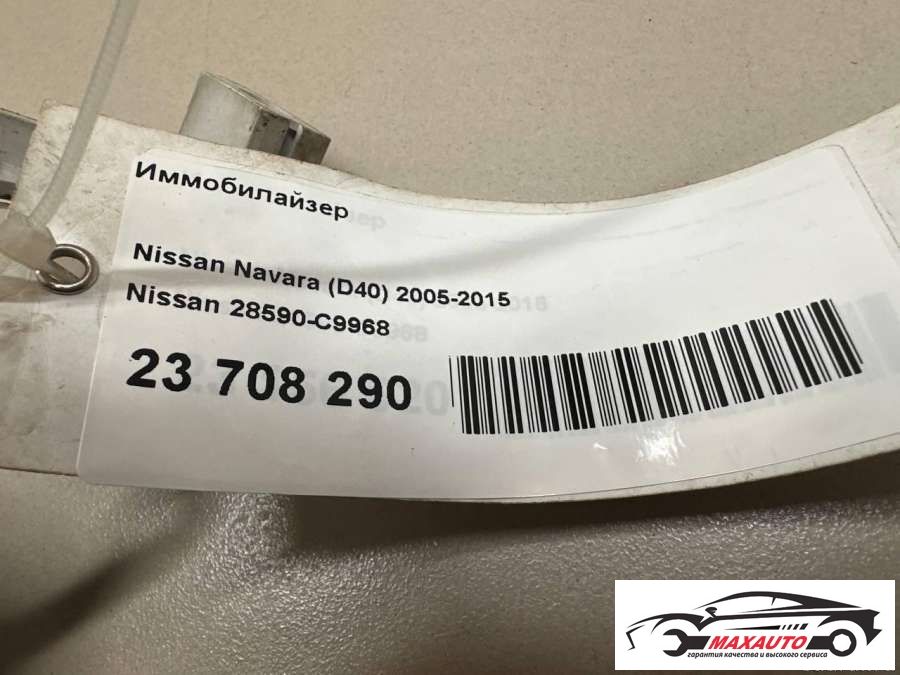 Иммобилайзер
Nissan Navara (D40) 2005-2015
Nissan 28590-C9968
23 708 290
MAXAUTO
гарантия качества и высокого сервиса